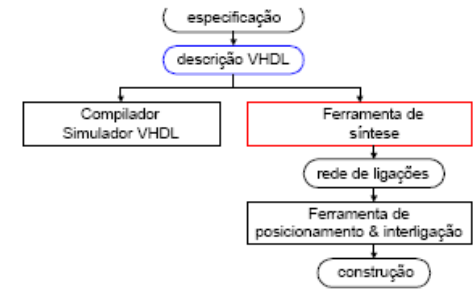 especificação
descrição VHDL
Compilador
Simulador VHDL
Ferramenta de
síntese
rede de ligações
Ferramenta de
posicionamento & interligação
construção